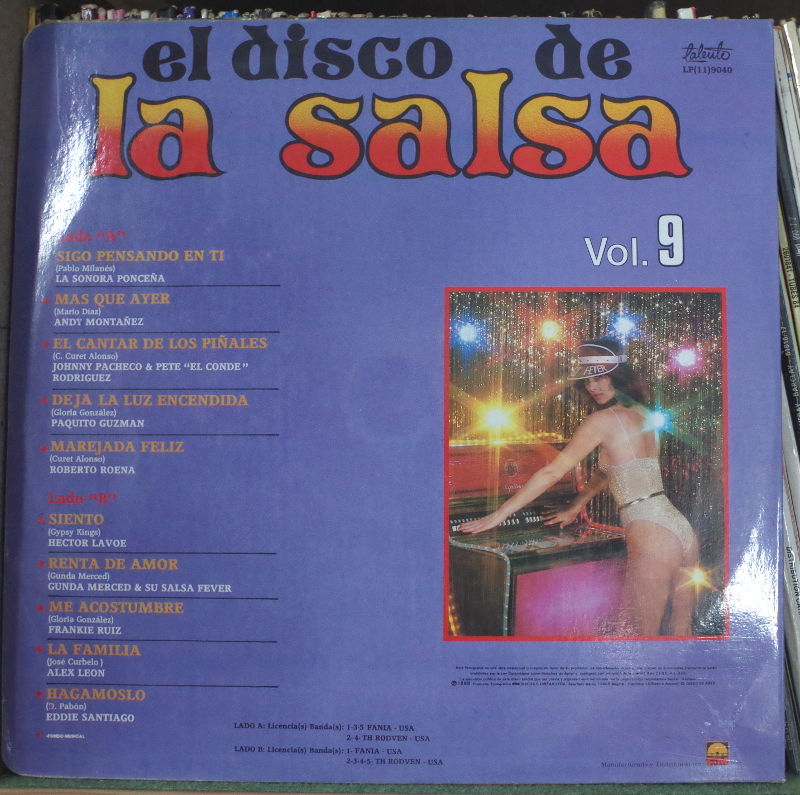 el disco de
la salsa
talento
LP(11)9040
Vol. 9
Lado "A"
SIGO PENSANDO EN TI
(Pablo Milanés)
LA SONORA PONCEÑA
MAS QUE AYER
(Mario Diaz)
ANDY MONTAÑEZ
EL CANTAR DE LOS PIÑALES
(C. Curet Alonso)
JOHNNY PACHECO & PETE "EL CONDE"
RODRIGUEZ
DEJA LA LUZ ENCENDIDA
(Gloria González)
PAQUITO GUZMAN
MAREJADA FELIZ
(Curet Alonso)
ROBERTO ROENA
Lado "B"
SIENTO
(Gypsy Kings)
HECTOR LAVOE
RENTA DE AMOR
(Gunda Merced)
GUNDA MERCED & SU SALSA FEVER
ME ACOSTUMBRE
(Gloria González)
FRANKIE RUIZ
LA FAMILIA
(José Curbelo)
ALEX LEON
HAGAMOSLO
Pabón)
EDDIE SANTIAGO
FONDO MUSICAL
LADO A: Licencia(s) Banda(s): 1-3-5 FANIA - USA
2- 4- TH RODVEN - USA
LADO B: Licencia(s) Banda(s): 1- FANIA - USA
2-3-4-5- TH RODVEN - USA